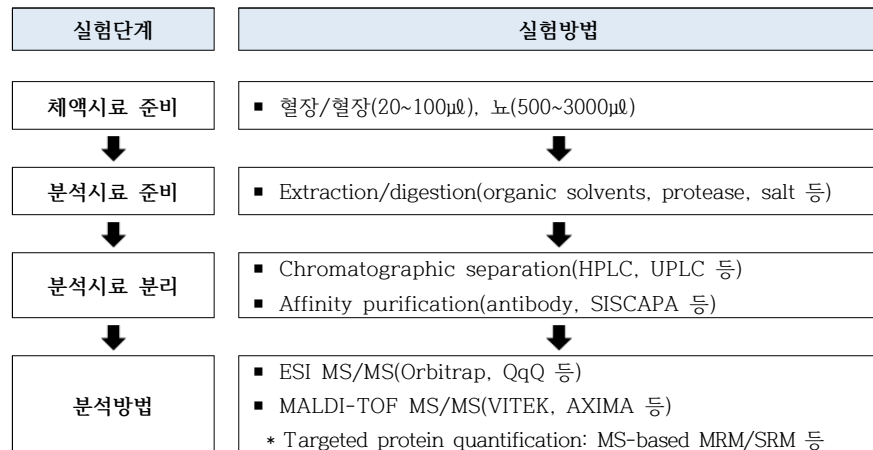 실험단계
실험방법
체액시료 준비
▪ 혈장/혈장(20~100㎕), 뇨(500~3000㎕)
분석시료 준비
▪ Extraction/digestion(organic solvents, protease, salt 등)
분석시료 분리
▪ Chromatographic separation(HPLC, UPLC 등)
▪ Affinity purification(antibody, SISCAPA 등)
분석방법
▪ ESI MS/MS(Orbitrap, QqQ 등)
▪ MALDI-TOF MS/MS(VITEK, AXIMA 등)
* Targeted protein quantification: MS-based MRM/SRM 등